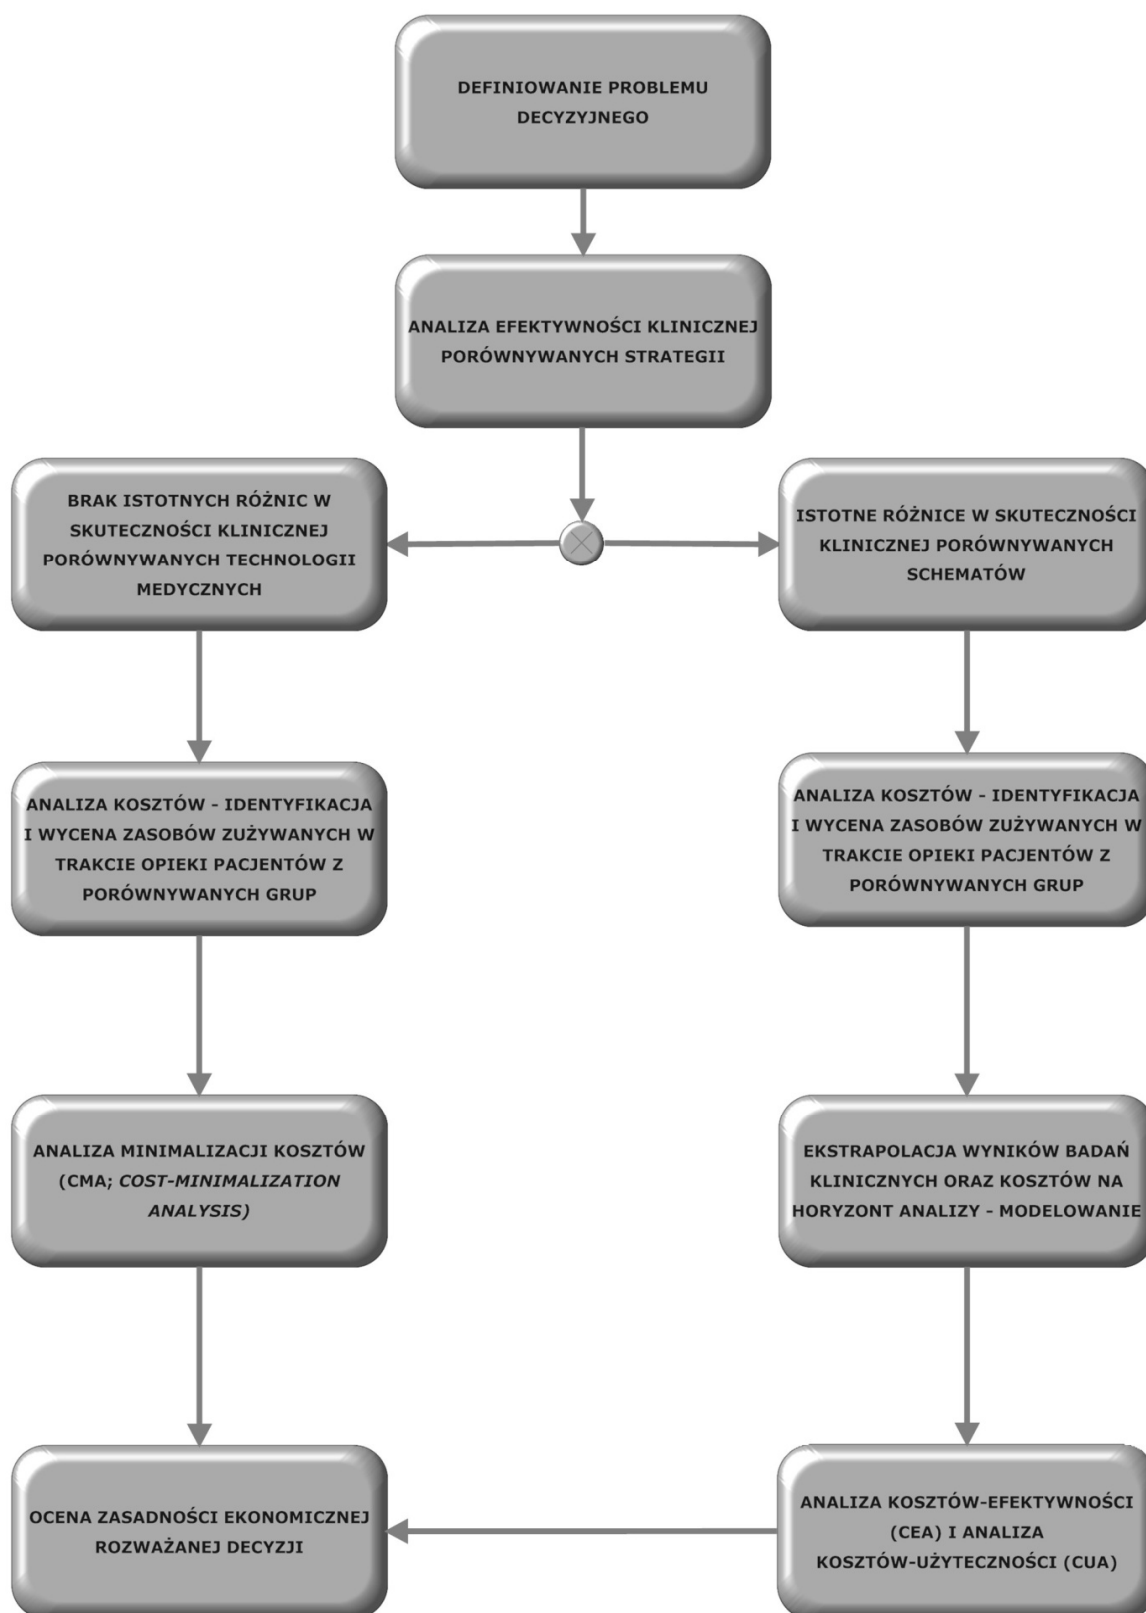 DEFINIOWANIE PROBLEMU
DECYZYJNEGO
ANALIZA EFEKTYWNOŚCI KLINICZNEJ
PORÓWNYWANYCH STRATEGII
BRAK ISTOTNYCH RÓŻNIC W
SKUTECZNOŚCI KLINICZNEJ
PORÓWNYWANYCH TECHNOLOGII
MEDYCZNYCH
ISTOTNE RÓŻNICE W SKUTECZNOŚCI
KLINICZNEJ PORÓWNYWANYCH
SCHEMATÓW
ANALIZA KOSZTÓW - IDENTYFIKACJA
I WYCENA ZASOBÓW ZUŻYWANYCH W
TRAKCIE OPIEKI PACJENTÓW Z
PORÓWNYWANYCH GRUP
ANALIZA KOSZTÓW - IDENTYFIKACJA
I WYCENA ZASOBÓW ZUŻYWANYCH W
TRAKCIE OPIEKI PACJENTÓW Z
PORÓWNYWANYCH GRUP
ANALIZA MINIMALIZACJI KOSZTÓW
(CMA; COST-MINIMALIZATION
ANALYSIS)
EKSTRAPOLACJA WYNIKÓW BADAŃ
KLINICZNYCH ORAZ KOSZTÓW NA
HORYZONT ANALIZY - MODELOWANIE
OCENA ZASADNOŚCI EKONOMICZNEJ
ROZWAŻANEJ DECYZJI
ANALIZA KOSZTÓW-EFEKTYWNOŚCI
(CEA) I ANALIZA
KOSZTÓW-UŻYTECZNOŚCI (CUA)